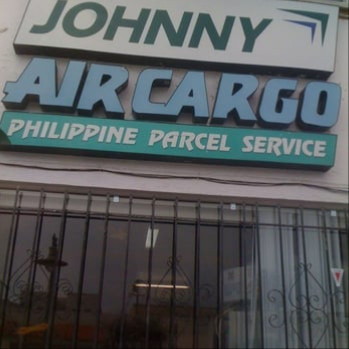 JOHNNY
AIR CARGO
PHILIPPINE PARCEL SERVICE